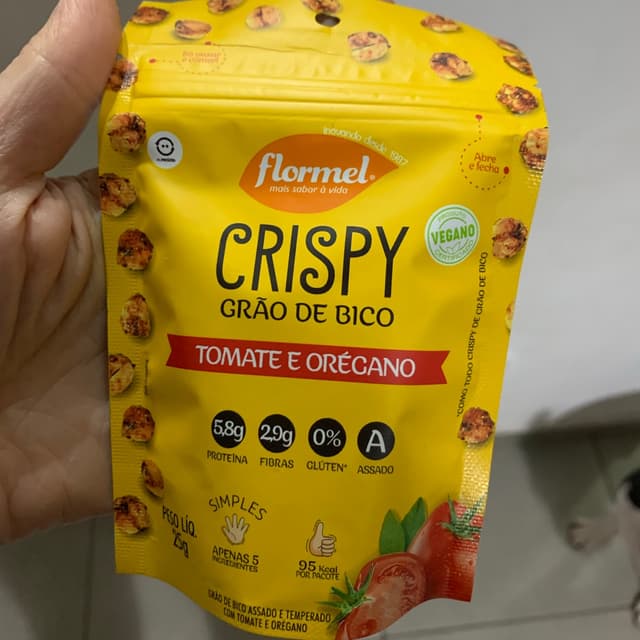 inovando desde 1987
flormel
mais sabor à vida
Abre
e fecha
PRODUTO
VEGANO
CERTIFICADO
CRISPY
GRÃO DE BICO
TOMATE E ORÉGANO
*COMO TODO CRISPY DE GRÃO DE BICO
5,8g
PROTEÍNA
2,9g
FIBRAS
0%
GLÚTEN*
A
ASSADO
SIMPLES
APENAS 5
INGREDIENTES
95 Kcal
POR PACOTE
PESO LÍQ.
25g
GRÃO DE BICO ASSADO E TEMPERADO
COM TOMATE E ORÉGANO